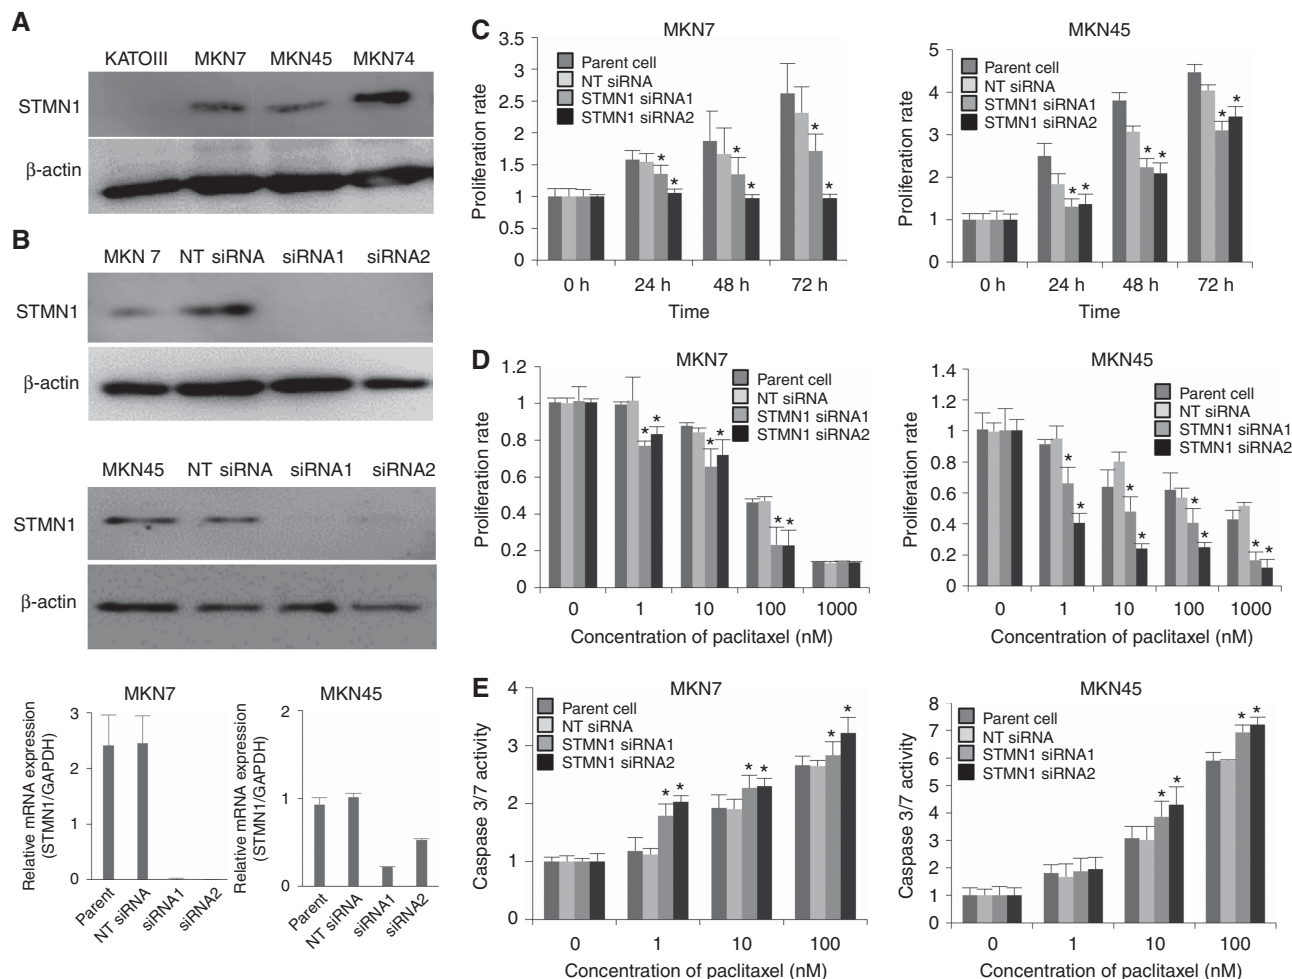 A
KATOIII MKN7 MKN45 MKN74
STMN1
β-actin
B
MKN 7 NT siRNA siRNA1 siRNA2
STMN1
β-actin
MKN45 NT siRNA siRNA1 siRNA2
STMN1
β-actin
MKN7
Relative mRNA expression
(STMN1/GAPDH)
3
2
1
0
Parent
NT siRNA
siRNA1
siRNA2
MKN45
Relative mRNA expression
(STMN1/GAPDH)
2
1
0
Parent
NT siRNA
siRNA1
siRNA2
C
MKN7
Proliferation rate
3.5
3
2.5
2
1.5
1
0.5
0
Parent cell
NT siRNA
STMN1 siRNA1
STMN1 siRNA2
* * * * * *
0 h 24 h 48 h 72 h
Time
MKN45
Proliferation rate
5
4
3
2
1
0
Parent cell
NT siRNA
STMN1 siRNA1
STMN1 siRNA2
* * * * * *
0 h 24 h 48 h 72 h
Time
D
MKN7
Proliferation rate
1.2
1.0
0.8
0.6
0.4
0.2
0
Parent cell
NT siRNA
STMN1 siRNA1
STMN1 siRNA2
* * * * * *
0 1 10 100 1000
Concentration of paclitaxel (nM)
MKN45
Proliferation rate
1.4
1.2
1.0
0.8
0.6
0.4
0.2
0
Parent cell
NT siRNA
STMN1 siRNA1
STMN1 siRNA2
* * * * * * * *
0 1 10 100 1000
Concentration of paclitaxel (nM)
E
MKN7
Caspase 3/7 activity
4
3
2
1
0
Parent cell
NT siRNA
STMN1 siRNA1
STMN1 siRNA2
* * * * * *
0 1 10 100
Concentration of paclitaxel (nM)
MKN45
Caspase 3/7 activity
8
7
6
5
4
3
2
1
0
Parent cell
NT siRNA
STMN1 siRNA1
STMN1 siRNA2
* * * *
0 1 10 100
Concentration of paclitaxel (nM)